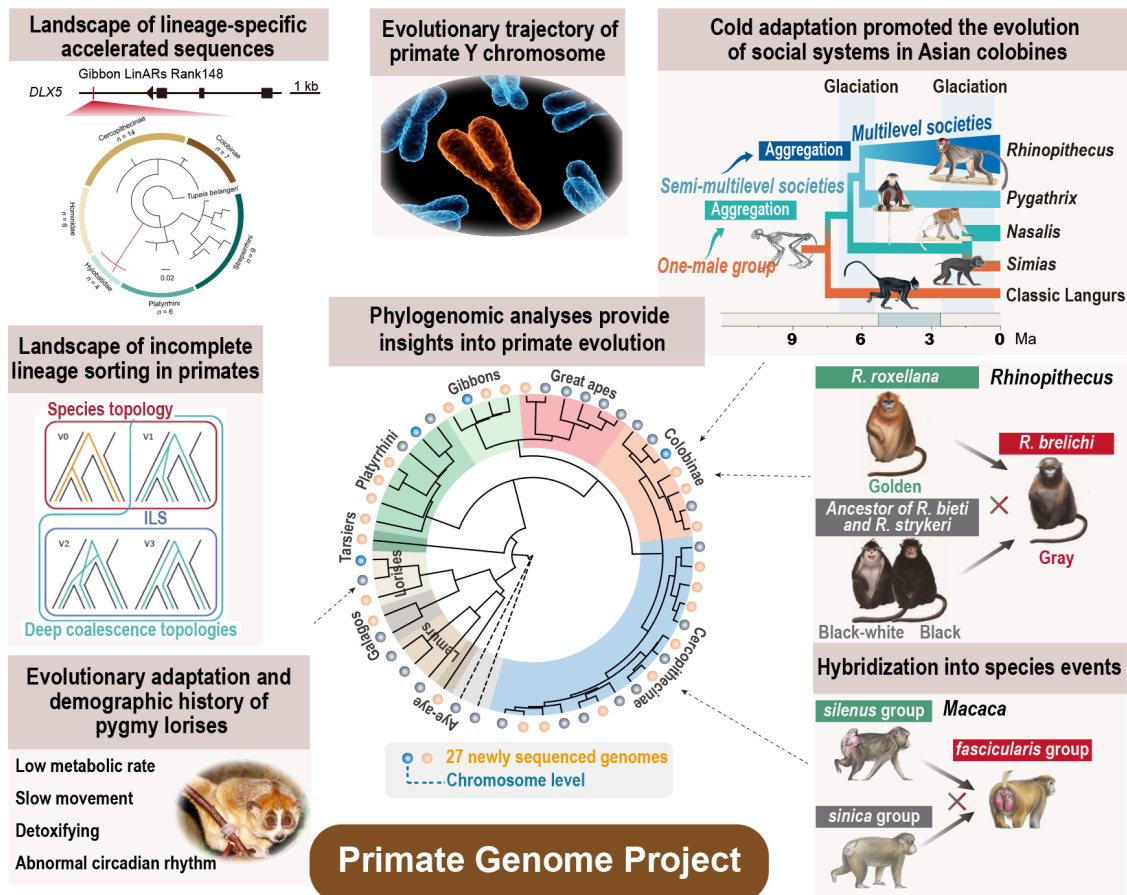 Landscape of lineage-specific
accelerated sequences
Gibbon LinARs Rank148
DLX5
1 kb
Cercopithecinae
n = 14
Colobinae
n = 7
Tupaia belangeri
Hominidae
n = 6
Strepsirrhini
n = 9
Hylobatidae
n = 4
0.02
Platyrrhini
n = 6
Evolutionary trajectory of
primate Y chromosome
Cold adaptation promoted the evolution
of social systems in Asian colobines
Glaciation
Glaciation
Multilevel societies
Aggregation
Rhinopithecus
Semi-multilevel societies
Aggregation
Pygathrix
Nasalis
One-male group
Simias
Classic Langurs
9
6
3
0
Ma
Landscape of incomplete
lineage sorting in primates
Species topology
V0
V1
ILS
V2
V3
Deep coalescence topologies
Phylogenomic analyses provide
insights into primate evolution
Gibbons
Great apes
Platyrrhini
Colobinae
Tarsiers
Lorises
Galagos
Lemurs
Aye-aye
Cercopithecinae
27 newly sequenced genomes
Chromosome level
R. roxellana
Rhinopithecus
R. brelichi
Golden
Ancestor of R. bieti
and R. strykeri
Gray
Black-white
Black
Hybridization into species events
silenus group
Macaca
fascicularis group
sinica group
Evolutionary adaptation and
demographic history of
pygmy lorises
Low metabolic rate
Slow movement
Detoxifying
Abnormal circadian rhythm
Primate Genome Project